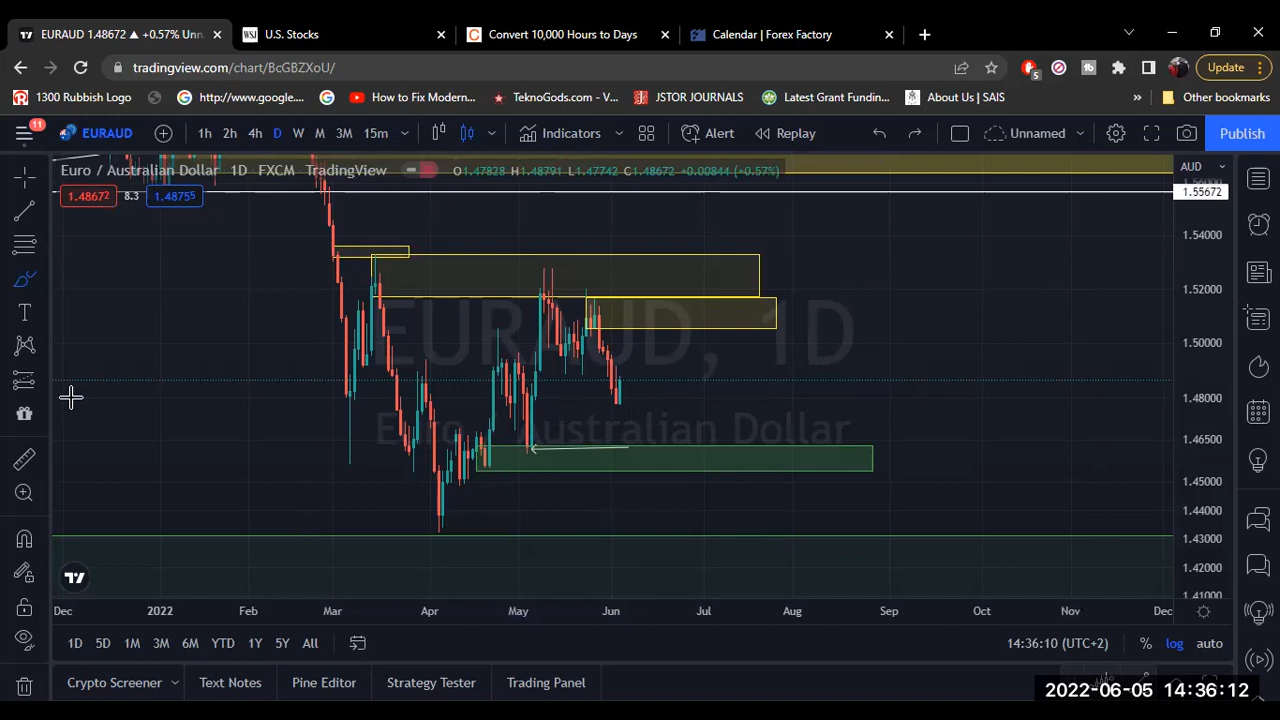 EURAUD 1.48672 ▲ +0.57% Unn
U.S. Stocks
Convert 10,000 Hours to Days
Calendar | Forex Factory
tradingview.com/chart/BcGBZXoU/
5
Update
1300 Rubbish Logo
http://www.google....
How to Fix Modern...
TeknoGods.com - V...
JSTOR JOURNALS
Latest Grant Fundin...
About Us | SAIS
»
Other bookmarks
11
EURAUD
1h 2h 4h D W M 3M 15m
Indicators
Alert
Replay
Unnamed
Publish
Euro / Australian Dollar 1D FXCM TradingView
O1.47828 H1.48791 L1.47742 C1.48672 +0.00844 (+0.57%)
AUD
1.48672 8.3 1.48755
1.56000
1.55672
1.54000
1.52000
1.50000
1.48000
1.46500
1.45000
1.44000
1.43000
1.42000
1.41000
EURAUD, 1D
Euro / Australian Dollar
Dec 2022 Feb Mar Apr May Jun Jul Aug Sep Oct Nov Dec
1D 5D 1M 3M 6M YTD 1Y 5Y All
14:36:10 (UTC+2)
% log auto
Crypto Screener
Text Notes
Pine Editor
Strategy Tester
Trading Panel
2022-06-05 14:36:12